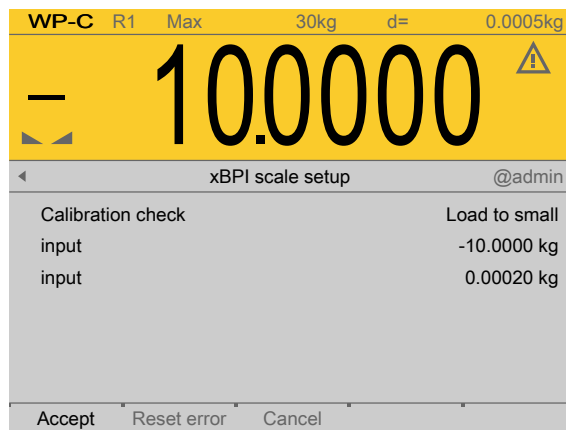 WP-C R1 Max 30kg d= 0.0005kg
– 10.0000
xBPI scale setup @admin
Calibration check Load to small
input -10.0000 kg
input 0.00020 kg
Accept Reset error Cancel